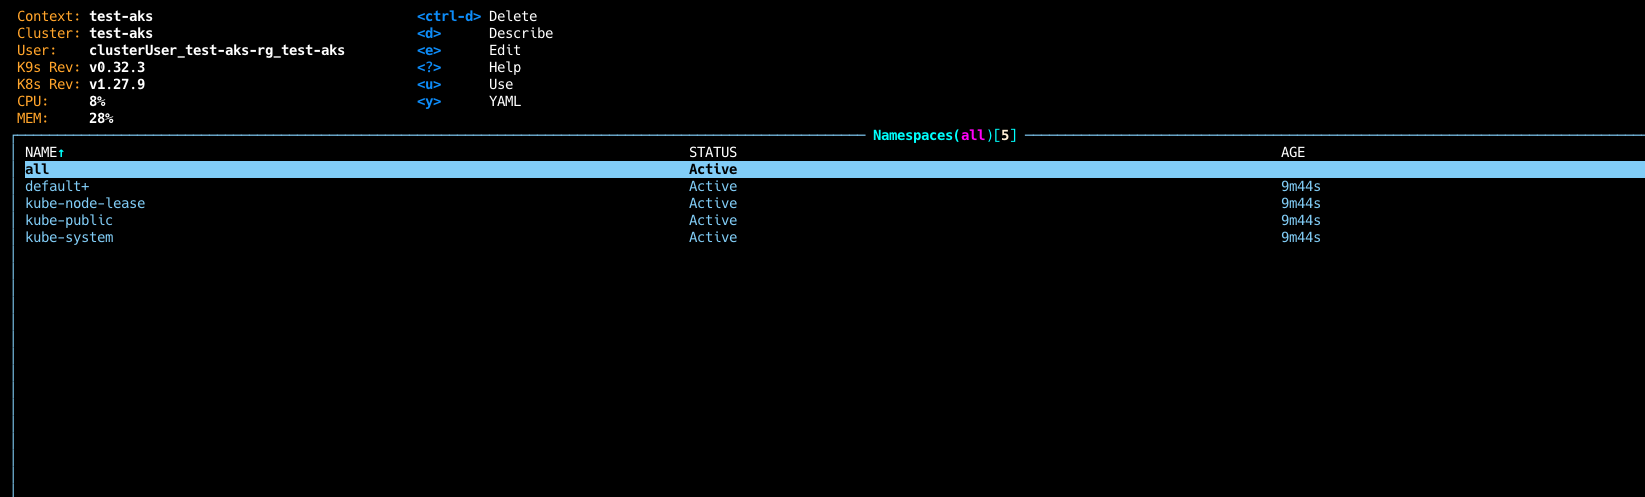 Context: test-aks <ctrl-d> Delete
Cluster: test-aks <d> Describe
User: clusterUser_test-aks-rg_test-aks <e> Edit
K9s Rev: v0.32.3 <?> Help
K8s Rev: v1.27.9 <u> Use
CPU: 8% <y> YAML
MEM: 28%
Namespaces(all)[5]
NAME↑ STATUS AGE
all Active
default+ Active 9m44s
kube-node-lease Active 9m44s
kube-public Active 9m44s
kube-system Active 9m44s